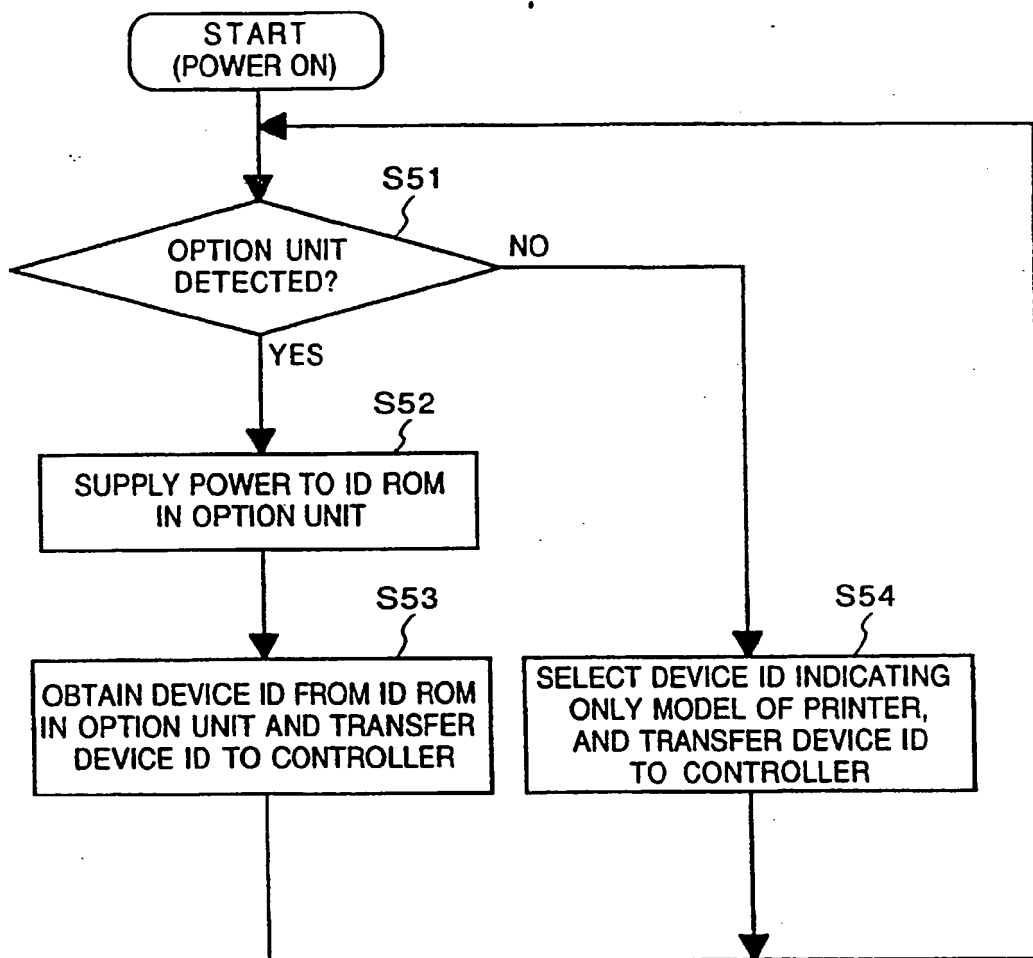 START
(POWER ON)
S51
OPTION UNIT
DETECTED?
NO
YES
S52
SUPPLY POWER TO ID ROM
IN OPTION UNIT
S53
OBTAIN DEVICE ID FROM ID ROM
IN OPTION UNIT AND TRANSFER
DEVICE ID TO CONTROLLER
S54
SELECT DEVICE ID INDICATING
ONLY MODEL OF PRINTER,
AND TRANSFER DEVICE ID
TO CONTROLLER